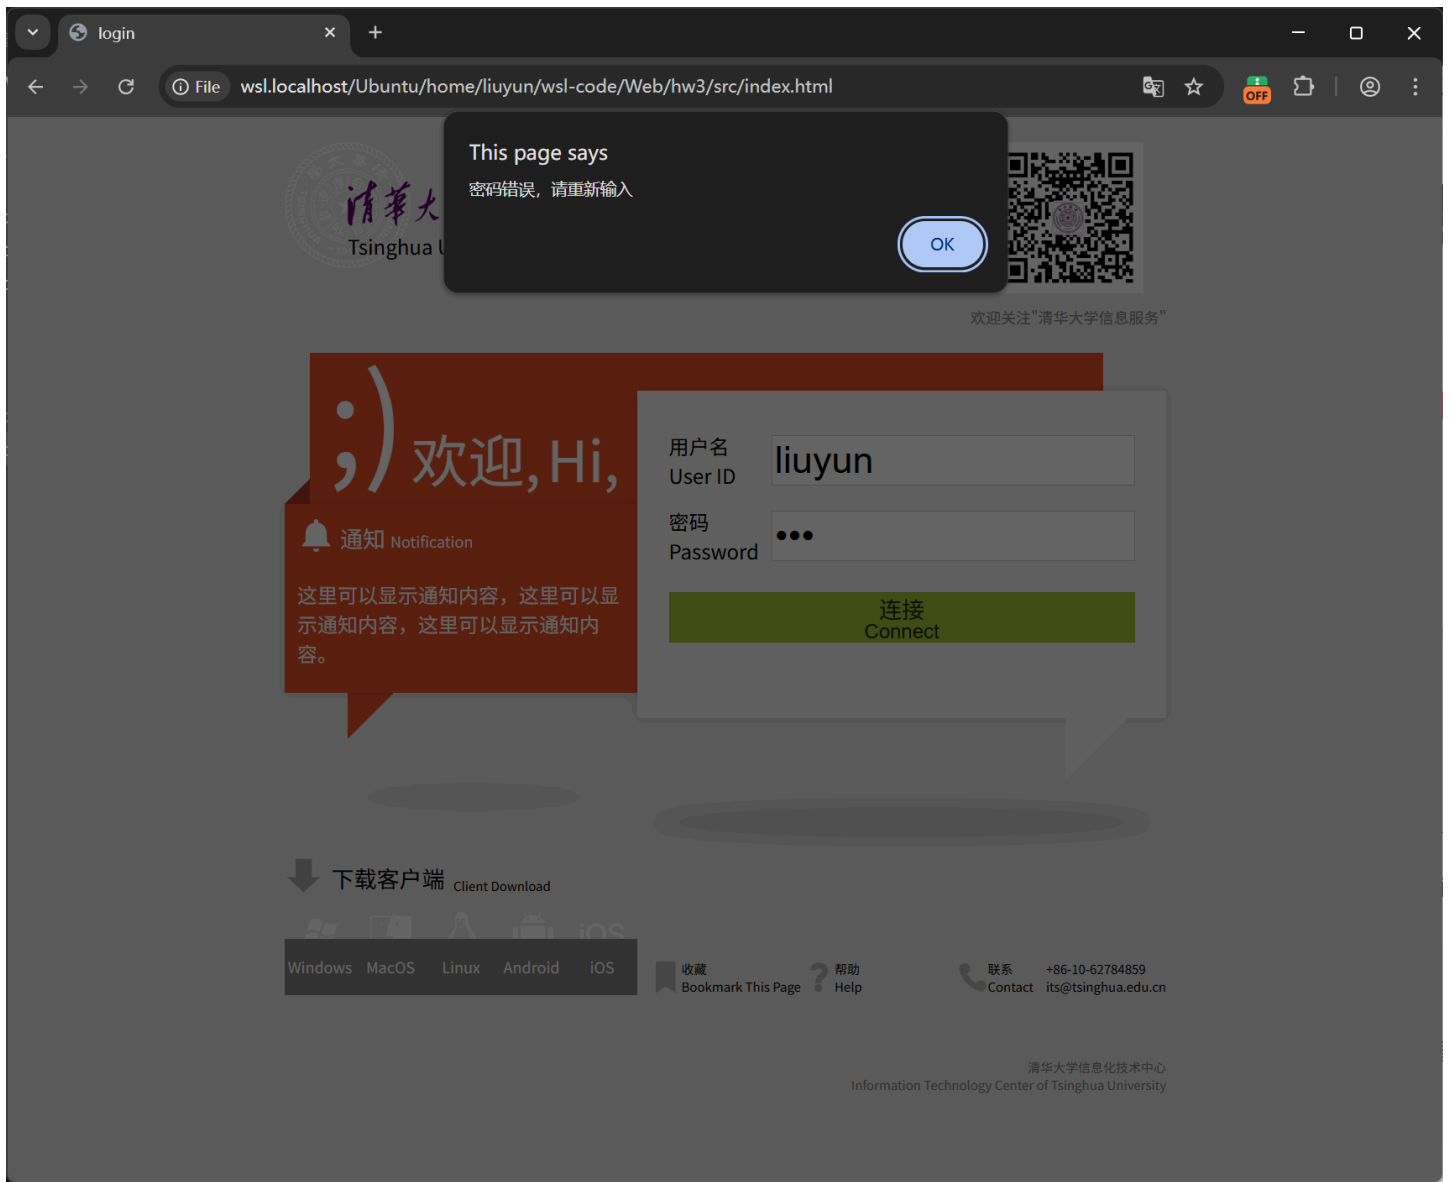 login
File
wsl.localhost/Ubuntu/home/liuyun/wsl-code/Web/hw3/src/index.html
OFF
This page says
密码错误，请重新输入
OK
清華大
Tsinghua U
欢迎关注"清华大学信息服务"
;) 欢迎, Hi,
通知 Notification
这里可以显示通知内容，这里可以显
示通知内容，这里可以显示通知内
容。
用户名
User ID
liuyun
密码
Password
•••
连接
Connect
下载客户端 Client Download
iOS
Windows MacOS Linux Android iOS
收藏
Bookmark This Page
帮助
Help
联系 +86-10-62784859
Contact its@tsinghua.edu.cn
清华大学信息化技术中心
Information Technology Center of Tsinghua University